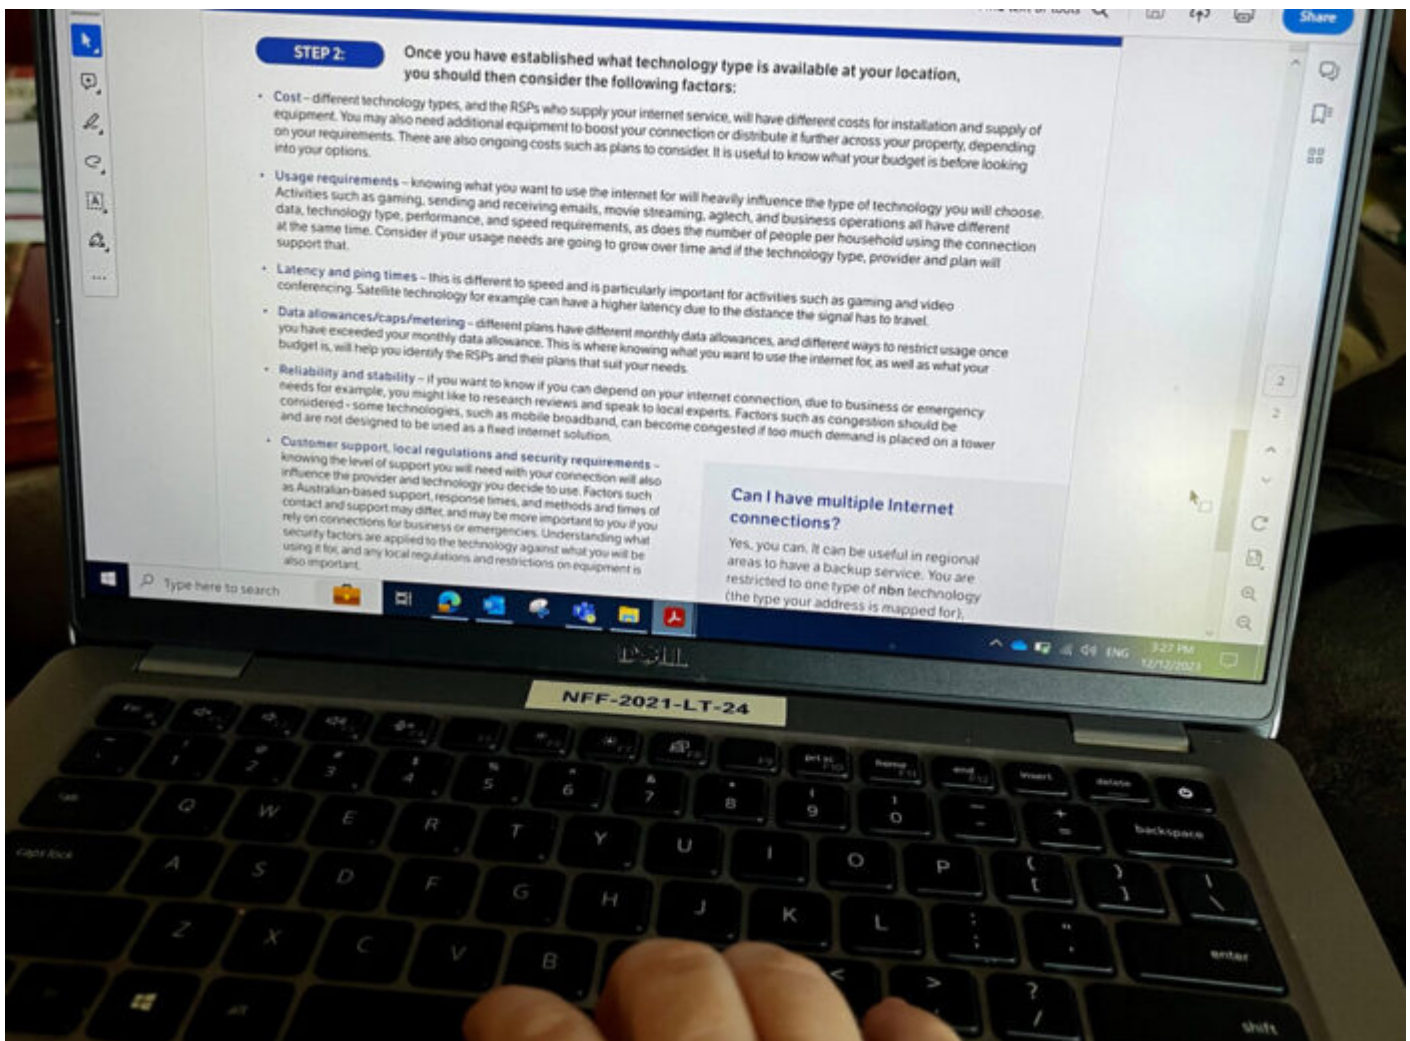 Share
STEP 2:
Once you have established what technology type is available at your location,
you should then consider the following factors:
• Cost – different technology types, and the RSPs who supply your internet service, will have different costs for installation and supply of
equipment. You may also need additional equipment to boost your connection or distribute it further across your property, depending
on your requirements. There are also ongoing costs such as plans to consider. It is useful to know what your budget is before looking
into your options.
• Usage requirements – knowing what you want to use the internet for will heavily influence the type of technology you will choose.
Activities such as gaming, sending and receiving emails, movie streaming, agtech, and business operations all have different
data, technology type, performance, and speed requirements, as does the number of people per household using the connection
at the same time. Consider if your usage needs are going to grow over time and if the technology type, provider and plan will
support that.
• Latency and ping times – this is different to speed and is particularly important for activities such as gaming and video
conferencing. Satellite technology for example can have a higher latency due to the distance the signal has to travel.
• Data allowances/caps/metering – different plans have different monthly data allowances, and different ways to restrict usage once
you have exceeded your monthly data allowance. This is where knowing what you want to use the internet for, as well as what your
budget is, will help you identify the RSPs and their plans that suit your needs.
• Reliability and stability – if you want to know if you can depend on your internet connection, due to business or emergency
needs for example, you might like to research reviews and speak to local experts. Factors such as congestion should be
considered - some technologies, such as mobile broadband, can become congested if too much demand is placed on a tower
and are not designed to be used as a fixed internet solution.
• Customer support, local regulations and security requirements –
knowing the level of support you will need with your connection will also
influence the provider and technology you decide to use. Factors such
as Australian-based support, response times, and methods and times of
contact and support may differ, and may be more important to you if you
rely on connections for business or emergencies. Understanding what
security factors are applied to the technology against what you will be
using it for, and any local regulations and restrictions on equipment is
also important.
Can I have multiple Internet
connections?
Yes, you can. It can be useful in regional
areas to have a backup service. You are
restricted to one type of nbn technology
(the type your address is mapped for),
2
2
Type here to search
ENG
3:27 PM
12/12/2023
DELL
NFF-2021-LT-24
prt sc home end insert delete
F10 F11 F12
! @ # $ % ^ & * ( ) _ +
1 2 3 4 5 6 7 8 9 0 - = backspace
tab Q W E R T Y U I O P { [ } ] | \
caps lock A S D F G H J K L : ; " ' enter
Z X C V B < > ? / shift
alt